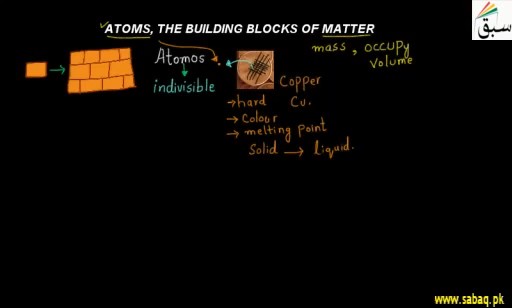 ATOMS, THE BUILDING BLOCKS OF MATTER
سبق
mass, occupy
volume
Atomos
indivisible
Copper
→ hard Cu.
→ Colour
→ melting point
Solid → liquid.
www.sabaq.pk